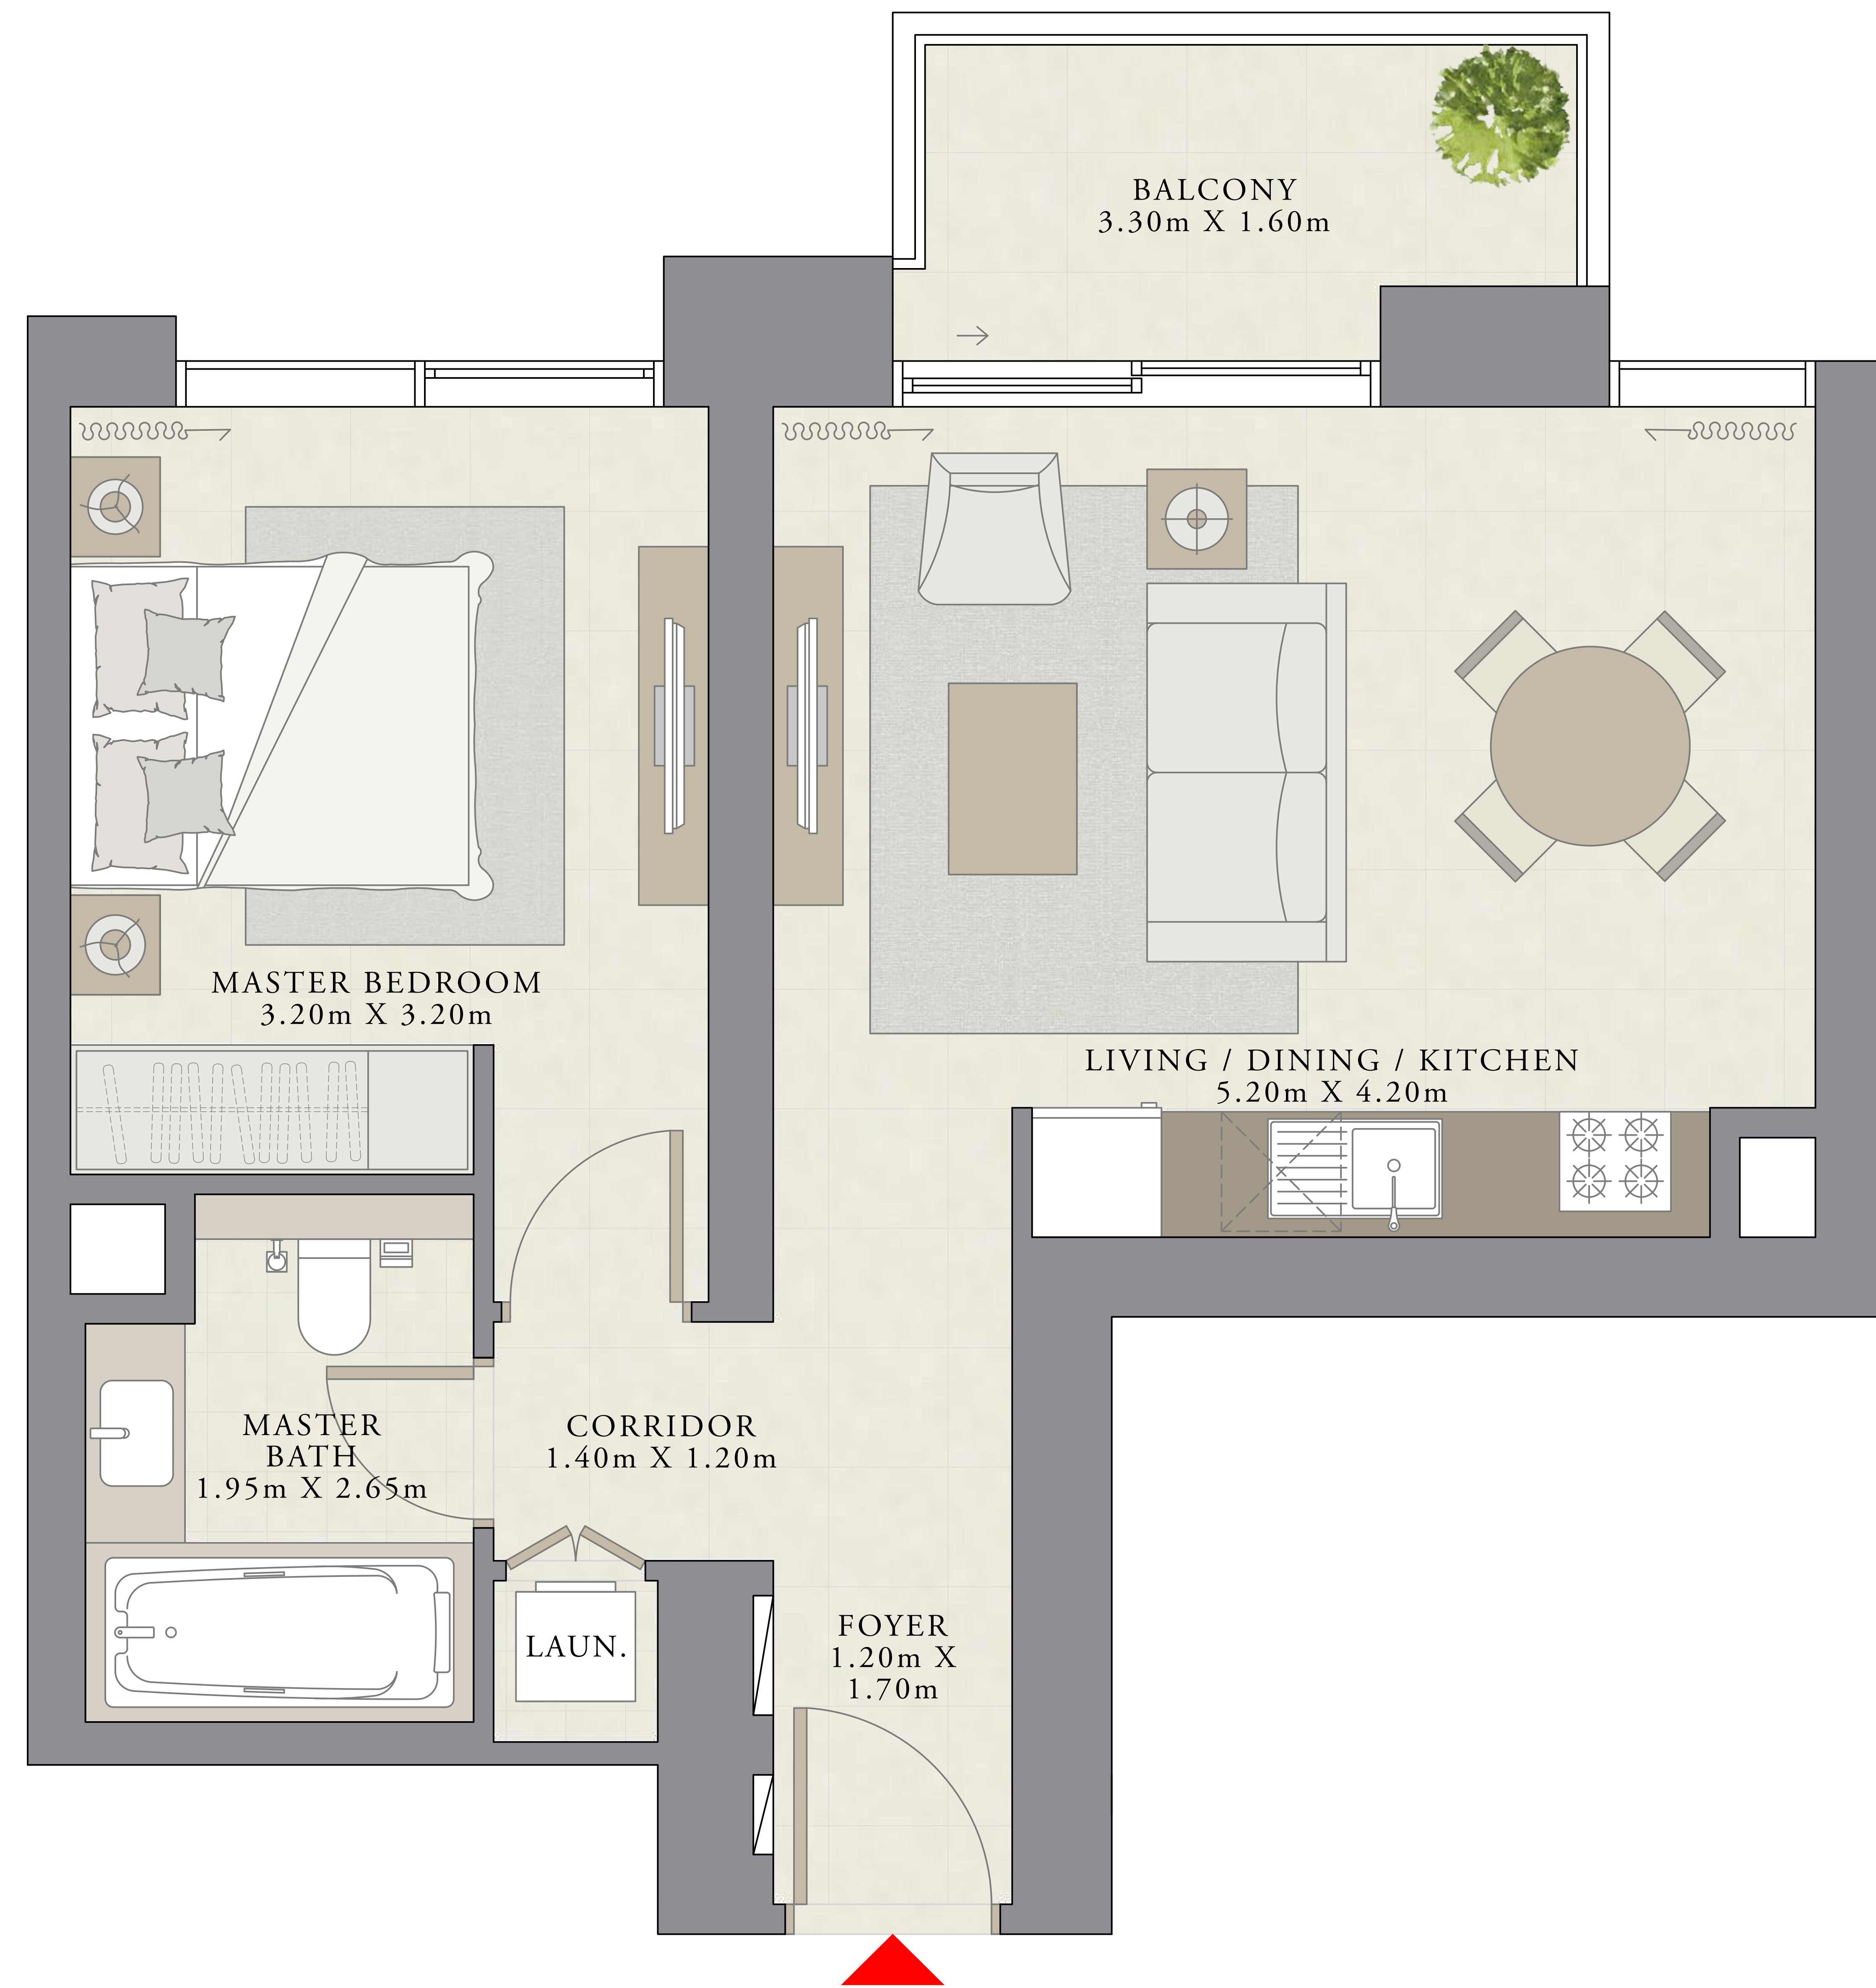 BALCONY
3.30m X 1.60m
MASTER BEDROOM
3.20m X 3.20m
LIVING / DINING / KITCHEN
5.20m X 4.20m
MASTER
BATH
1.95m X 2.65m
CORRIDOR
1.40m X 1.20m
LAUN.
FOYER
1.20m X
1.70m